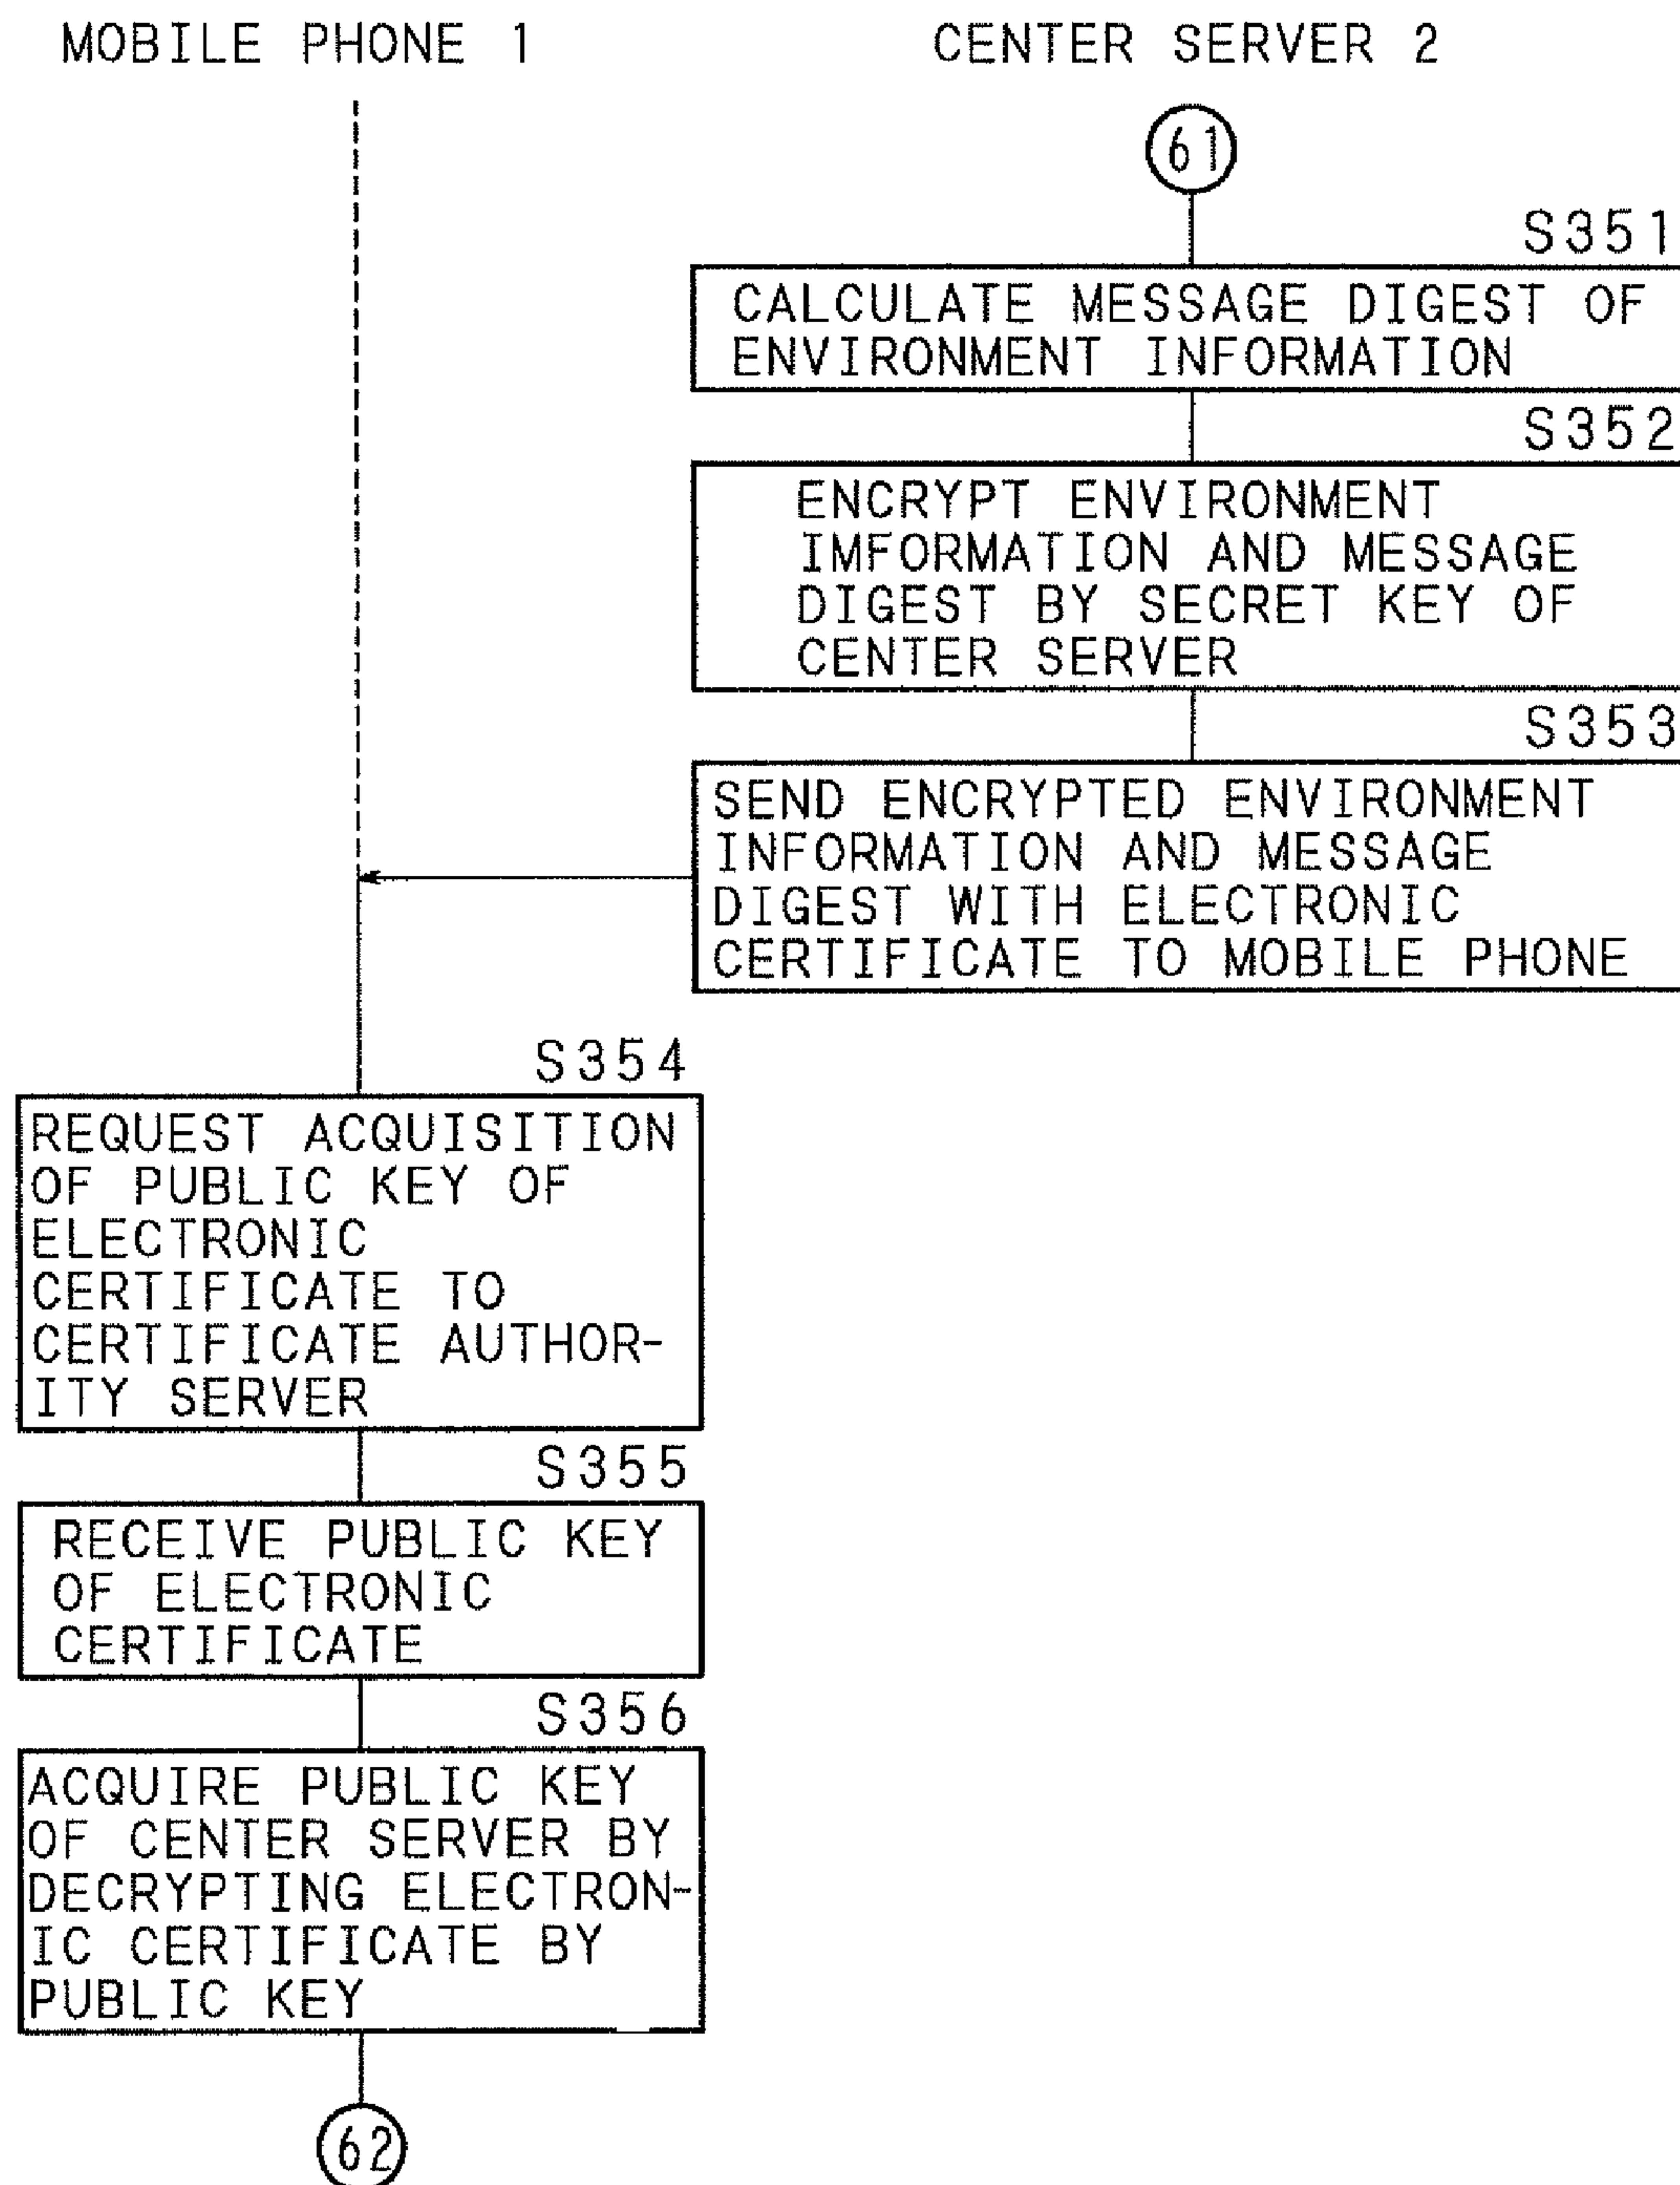 MOBILE PHONE 1
CENTER SERVER 2
61
S351
CALCULATE MESSAGE DIGEST OF
ENVIRONMENT INFORMATION
S352
ENCRYPT ENVIRONMENT
IMFORMATION AND MESSAGE
DIGEST BY SECRET KEY OF
CENTER SERVER
S353
SEND ENCRYPTED ENVIRONMENT
INFORMATION AND MESSAGE
DIGEST WITH ELECTRONIC
CERTIFICATE TO MOBILE PHONE
S354
REQUEST ACQUISITION
OF PUBLIC KEY OF
ELECTRONIC
CERTIFICATE TO
CERTIFICATE AUTHOR-
ITY SERVER
S355
RECEIVE PUBLIC KEY
OF ELECTRONIC
CERTIFICATE
S356
ACQUIRE PUBLIC KEY
OF CENTER SERVER BY
DECRYPTING ELECTRON-
IC CERTIFICATE BY
PUBLIC KEY
62